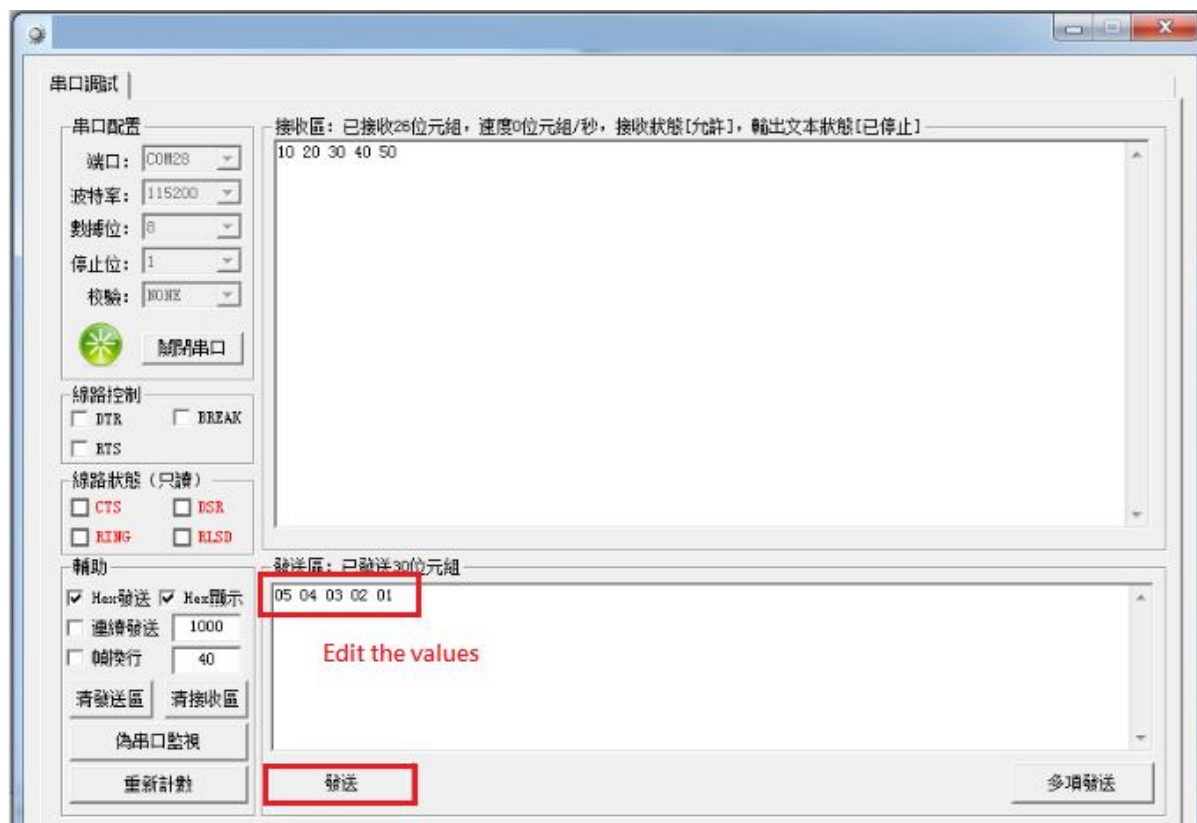 串口調試
串口配置
端口: COM28
波特率: 115200
數據位: 8
停止位: 1
校驗: NONE
關閉串口
線路控制
DTR BREAK
RTS
線路狀態（只讀）
CTS DSR
RING RLSD
輔助
Hex發送 Hex顯示
連續發送 1000
幀換行 40
清發送區 清接收區
偽串口監視
重新計數
接收區: 已接收26位元組, 速度0位元組/秒, 接收狀態[允許], 輸出文本狀態[已停止]
10 20 30 40 50
發送區: 已發送30位元組
05 04 03 02 01
Edit the values
發送
多項發送